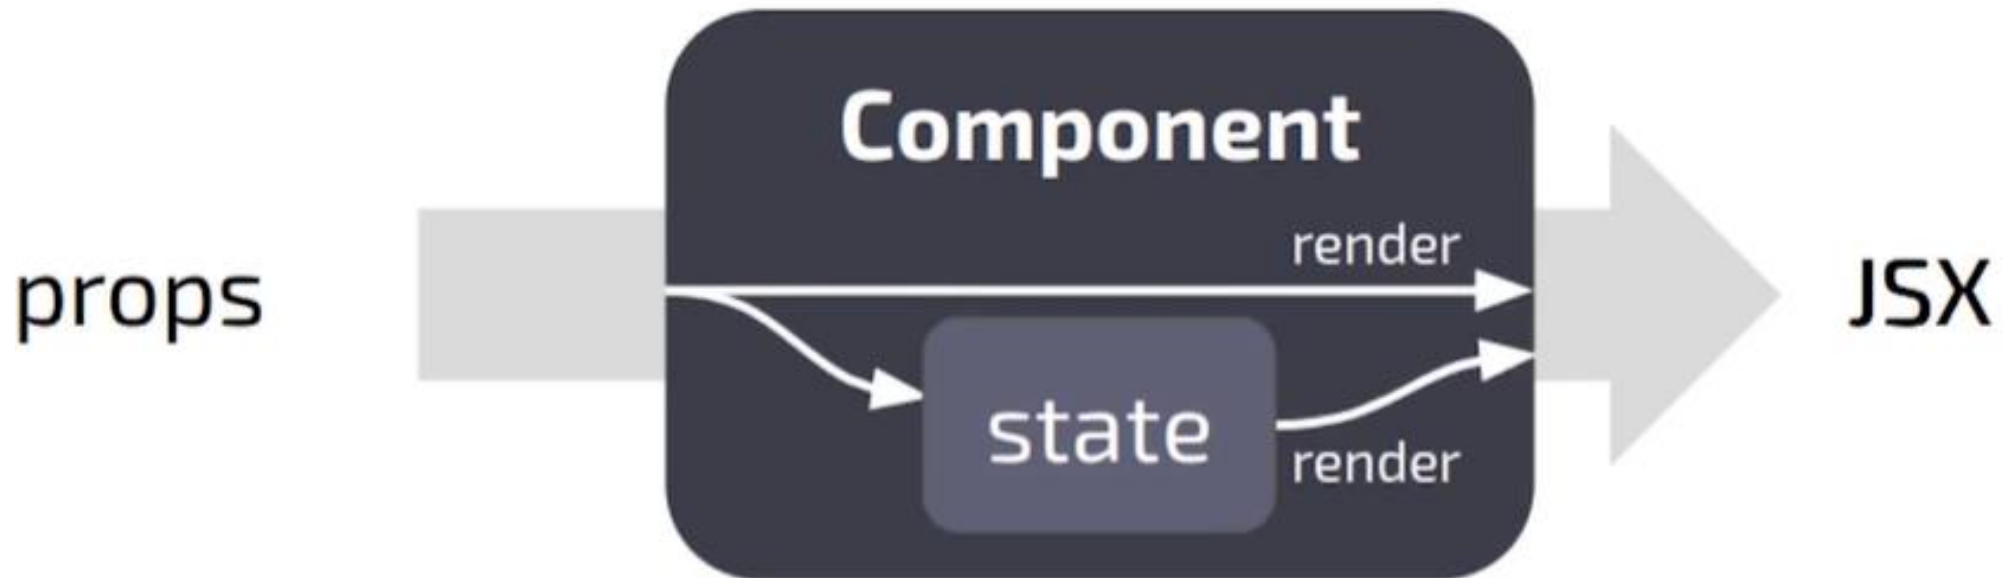 Component
render
props
JSX
state
render